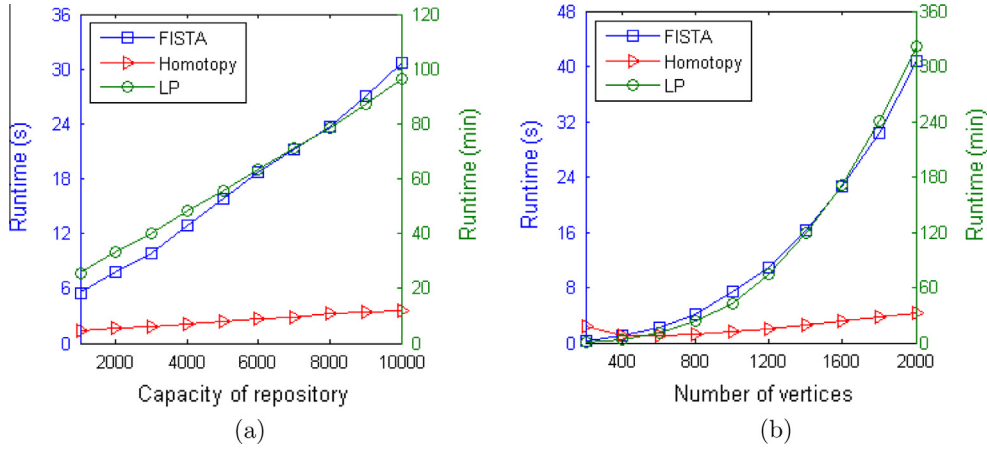 36
30
24
18
12
6
0
Runtime (s)
FISTA
Homotopy
LP
120
100
80
60
40
20
0
Runtime (min)
2000
4000
6000
8000
10000
Capacity of repository
(a)
48
40
32
24
16
8
0
Runtime (s)
FISTA
Homotopy
LP
360
300
240
180
120
60
0
Runtime (min)
400
800
1200
1600
2000
Number of vertices
(b)